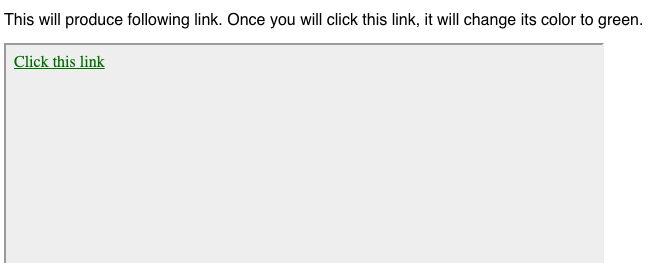 This will produce following link. Once you will click this link, it will change its color to green.
Click this link